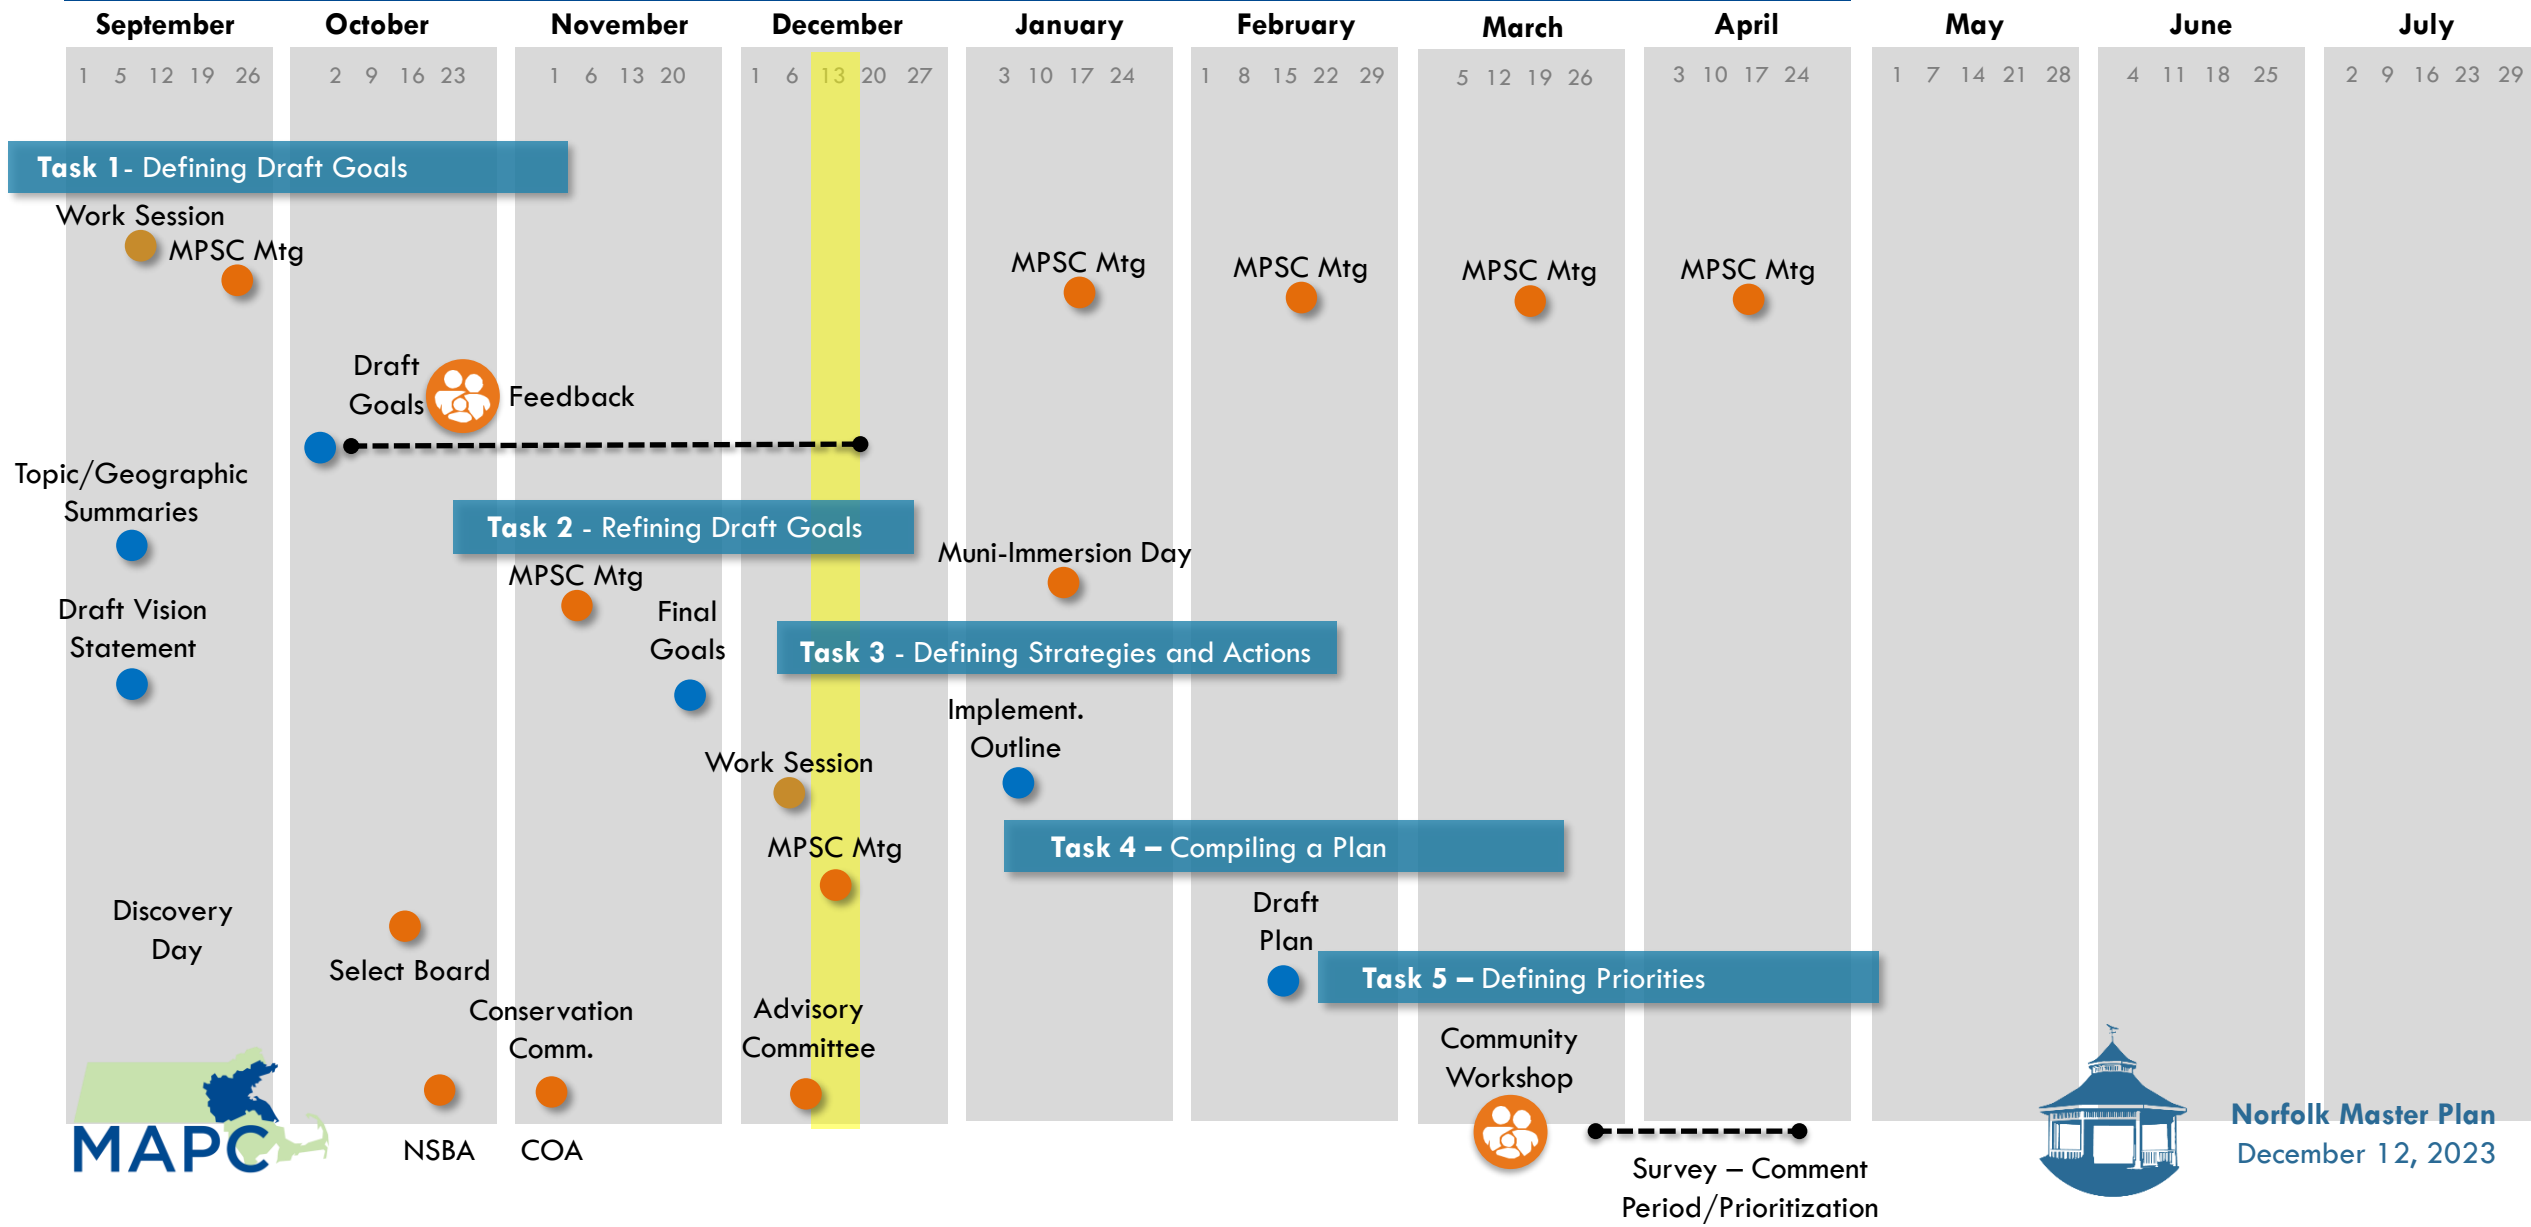 September October November December January February March April May June July
1 5 12 19 26 2 9 16 23 1 6 13 20 1 6 13 20 27 3 10 17 24 1 8 15 22 29 5 12 19 26 3 10 17 24 1 7 14 21 28 4 11 18 25 2 9 16 23 29
Task 1- Defining Draft Goals
Work Session
MPSC Mtg
MPSC Mtg
MPSC Mtg
MPSC Mtg
MPSC Mtg
Draft
Goals
Feedback
Topic/Geographic
Summaries
Task 2 - Refining Draft Goals
Muni-Immersion Day
MPSC Mtg
Draft Vision
Statement
Final
Goals
Task 3 - Defining Strategies and Actions
Implement.
Outline
Work Session
MPSC Mtg
Task 4 – Compiling a Plan
Discovery
Day
Draft
Plan
Select Board
Task 5 – Defining Priorities
Conservation
Comm.
Advisory
Committee
Community
Workshop
MAPC
NSBA
COA
Survey – Comment
Period/Prioritization
Norfolk Master Plan
December 12, 2023